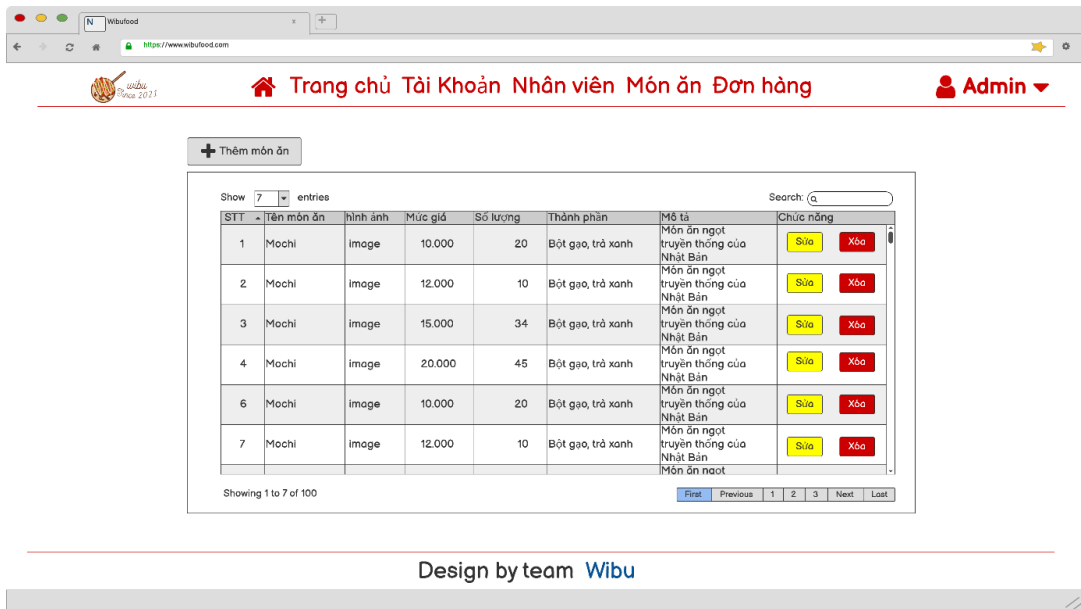 N Wibufood x +
https://www.wibufood.com
wibu
Since 2023
Trang chủ Tài Khoản Nhân viên Món ăn Đơn hàng Admin
Thêm món ăn
Show 7 entries Search:
STT Tên món ăn hình ảnh Mức giá Số lượng Thành phần Mô tả Chức năng
1 Mochi image 10.000 20 Bột gạo, trà xanh Món ăn ngọt truyền thống của Nhật Bản Sửa Xóa
2 Mochi image 12.000 10 Bột gạo, trà xanh Món ăn ngọt truyền thống của Nhật Bản Sửa Xóa
3 Mochi image 15.000 34 Bột gạo, trà xanh Món ăn ngọt truyền thống của Nhật Bản Sửa Xóa
4 Mochi image 20.000 45 Bột gạo, trà xanh Món ăn ngọt truyền thống của Nhật Bản Sửa Xóa
6 Mochi image 10.000 20 Bột gạo, trà xanh Món ăn ngọt truyền thống của Nhật Bản Sửa Xóa
7 Mochi image 12.000 10 Bột gạo, trà xanh Món ăn ngọt truyền thống của Nhật Bản Sửa Xóa
Món ăn ngọt
Showing 1 to 7 of 100 First Previous 1 2 3 Next Last
Design by team Wibu